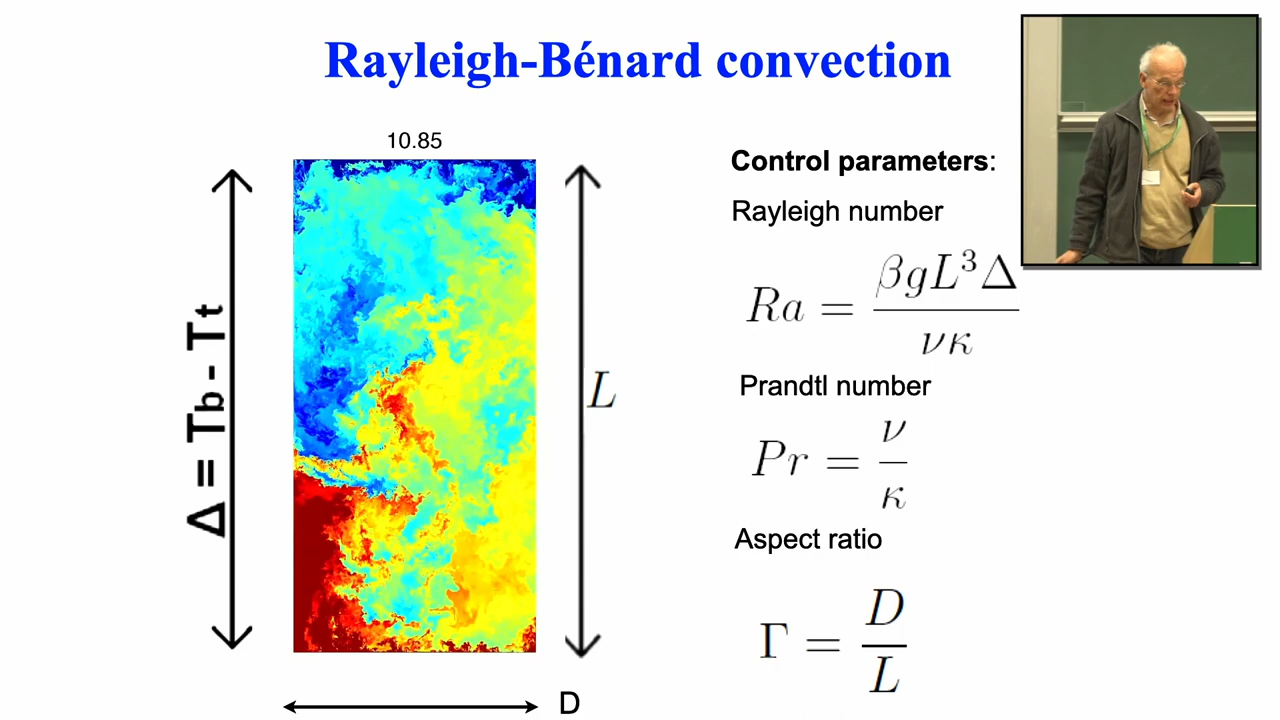 Rayleigh-Bénard convection
10.85
Δ = Tb - Tt
L
D
Control parameters:
Rayleigh number
Ra = βgL³Δ / νκ
Prandtl number
Pr = ν / κ
Aspect ratio
Γ = D / L